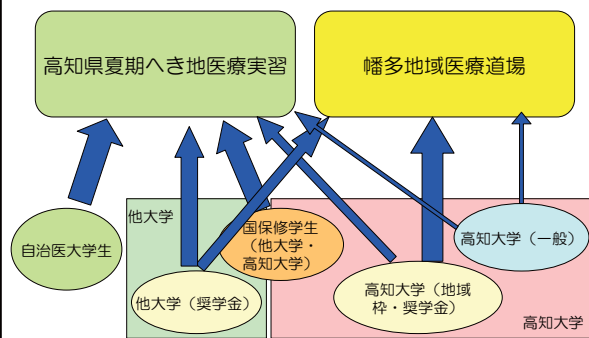 高知県夏期へき地医療実習
幡多地域医療道場
他大学
自治医大学生
国保修学生
（他大学・
高知大学）
高知大学（一般）
他大学（奨学金）
高知大学（地域
枠・奨学金）
高知大学